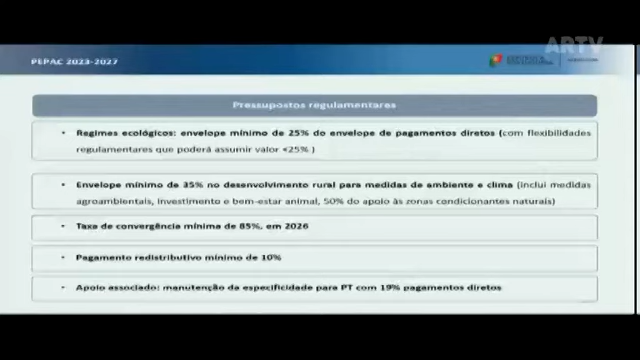 ARTV
PEPAC 2023-2027
REPÚBLICA
PORTUGUESA
Pressupostos regulamentares
• Regimes ecológicos: envelope mínimo de 25% do envelope de pagamentos diretos (com flexibilidades
regulamentares que poderá assumir valor <25% )
• Envelope mínimo de 35% no desenvolvimento rural para medidas de ambiente e clima (inclui medidas
agroambientais, investimento e bem-estar animal, 50% do apoio às zonas condicionantes naturais)
• Taxa de convergência mínima de 85%, em 2026
• Pagamento redistributivo mínimo de 10%
• Apoio associado: manutenção da especificidade para PT com 19% pagamentos diretos